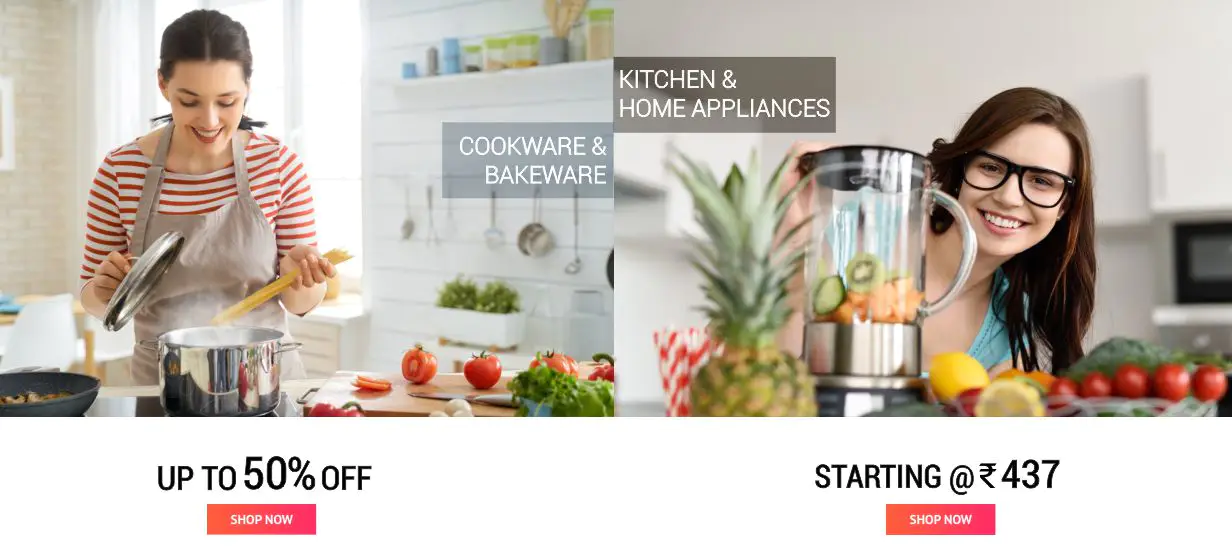 COOKWARE &
BAKEWARE
KITCHEN &
HOME APPLIANCES
UP TO 50% OFF
SHOP NOW
STARTING @ ₹ 437
SHOP NOW